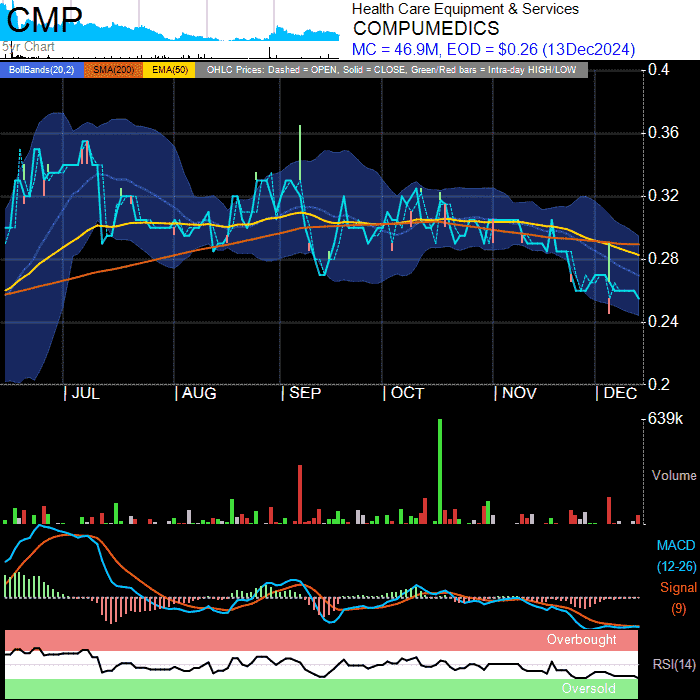 CMP
5yr Chart
Health Care Equipment & Services
COMPUMEDICS
MC = 46.9M, EOD = $0.26 (13Dec2024)
BollBands(20,2) SMA(200) EMA(50) OHLC Prices: Dashed = OPEN, Solid = CLOSE, Green/Red bars = Intra-day HIGH/LOW
0.4
0.36
0.32
0.28
0.24
0.2
| JUL | AUG | SEP | OCT | NOV | DEC
639k
Volume
MACD
(12-26)
Signal
(9)
Overbought
RSI(14)
Oversold